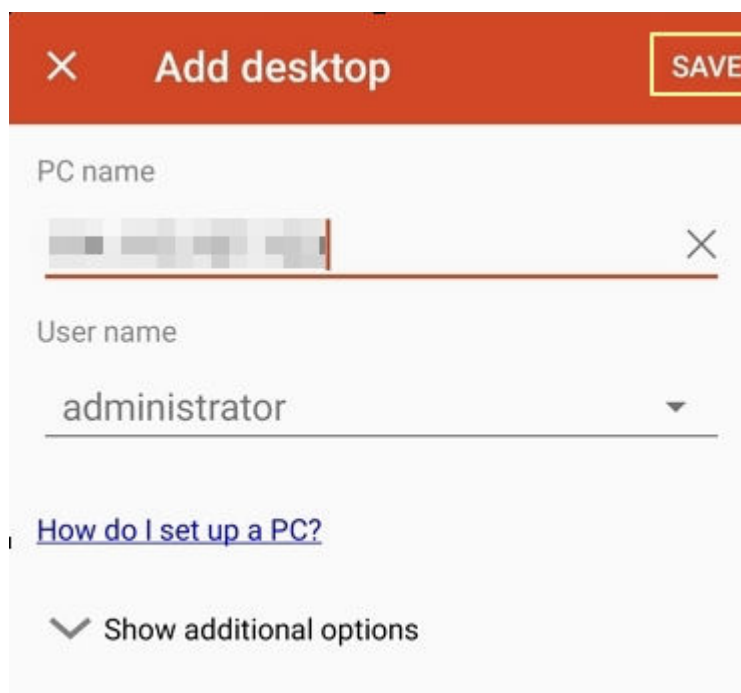 Add desktop
SAVE
PC name
User name
administrator
How do I set up a PC?
Show additional options